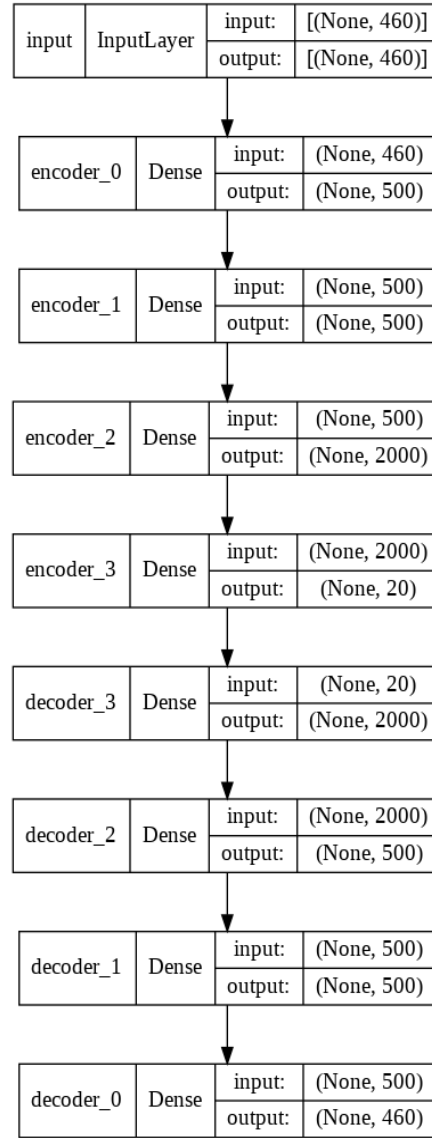 input InputLayer input: [(None, 460)]
output: [(None, 460)]
encoder_0 Dense input: (None, 460)
output: (None, 500)
encoder_1 Dense input: (None, 500)
output: (None, 500)
encoder_2 Dense input: (None, 500)
output: (None, 2000)
encoder_3 Dense input: (None, 2000)
output: (None, 20)
decoder_3 Dense input: (None, 20)
output: (None, 2000)
decoder_2 Dense input: (None, 2000)
output: (None, 500)
decoder_1 Dense input: (None, 500)
output: (None, 500)
decoder_0 Dense input: (None, 500)
output: (None, 460)